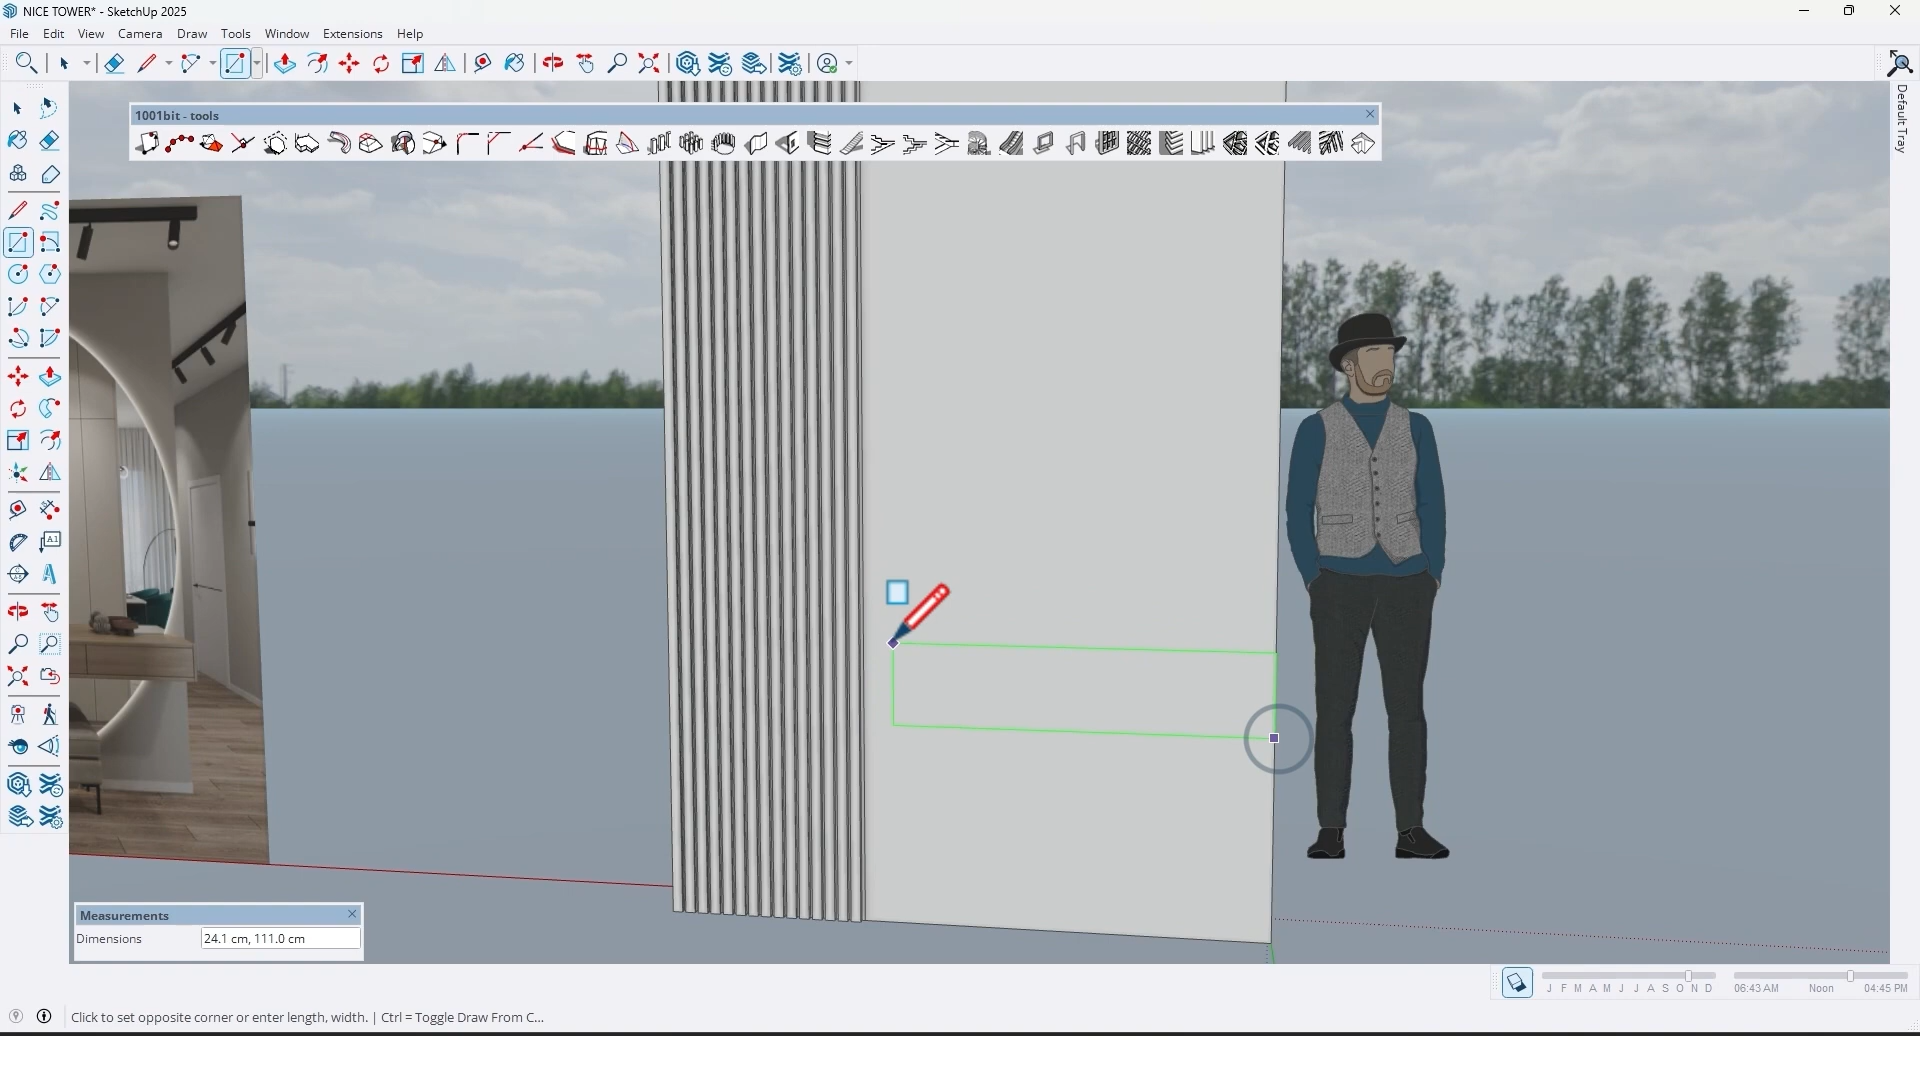 NICE TOWER* - SketchUp 2025
File Edit View Camera Draw Tools Window Extensions Help
1001bit - tools
Default Tray
A1
Measurements
Dimensions 24.1 cm, 111.0 cm
J F M A M J J A S O N D 06:43 AM Noon 04:45 PM
Click to set opposite corner or enter length, width. | Ctrl = Toggle Draw From C...